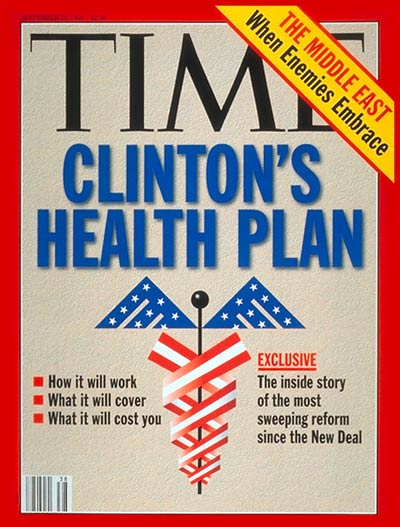 TIME
THE MIDDLE EAST
When Enemies Embrace
CLINTON'S
HEALTH PLAN
How it will work
What it will cover
What it will cost you
EXCLUSIVE
The inside story
of the most
sweeping reform
since the New Deal
38